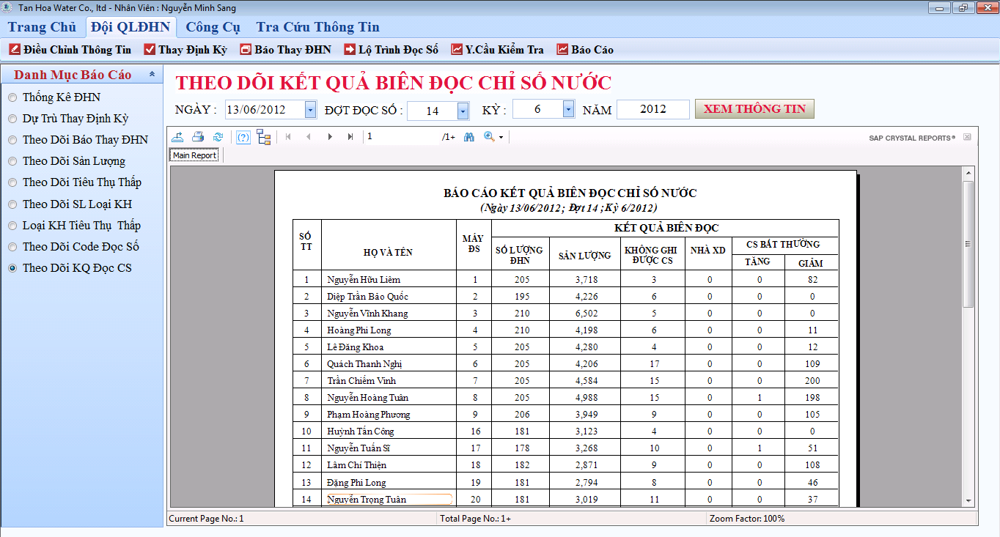 Tan Hoa Water Co., ltd - Nhân Viên : Nguyễn Minh Sang
Trang Chủ Đội QLĐHN Công Cụ Tra Cứu Thông Tin
Điều Chỉnh Thông Tin Thay Định Kỳ Báo Thay ĐHN Lộ Trình Đọc Số Y.Cầu Kiểm Tra Báo Cáo
Danh Mục Báo Cáo
Thống Kê ĐHN
Dự Trù Thay Định Kỳ
Theo Dõi Báo Thay ĐHN
Theo Dõi Sản Lượng
Theo Dõi Tiêu Thụ Thấp
Theo Dõi SL Loại KH
Loại KH Tiêu Thụ Thấp
Theo Dõi Code Đọc Số
Theo Dõi KQ Đọc CS
THEO DÕI KẾT QUẢ BIÊN ĐỌC CHỈ SỐ NƯỚC
NGÀY : 13/06/2012 ĐỢT ĐỌC SỐ : 14 KỲ : 6 NĂM 2012 XEM THÔNG TIN
1 /1+ SAP CRYSTAL REPORTS®
Main Report
BÁO CÁO KẾT QUẢ BIÊN ĐỌC CHỈ SỐ NƯỚC
(Ngày 13/06/2012 ; Đợt 14 ;Kỳ 6/2012)
SỐ TT HỌ VÀ TÊN MÁY ĐS KẾT QUẢ BIÊN ĐỌC
SỐ LƯỢNG ĐHN SẢN LƯỢNG KHÔNG GHI ĐƯỢC CS NHÀ XD CS BẤT THƯỜNG
TĂNG GIẢM
1 Nguyễn Hữu Liêm 1 205 3,718 3 0 0 82
2 Diệp Trần Bảo Quốc 2 195 4,226 6 0 0 0
3 Nguyễn Vĩnh Khang 3 210 6,502 5 0 0 0
4 Hoàng Phi Long 4 210 4,198 6 0 0 11
5 Lê Đăng Khoa 5 205 4,280 4 0 0 12
6 Quách Thanh Nghị 6 205 4,206 17 0 0 109
7 Trần Chiếm Vinh 7 205 4,584 15 0 0 200
8 Nguyễn Hoàng Tuân 8 205 4,988 15 0 1 198
9 Phạm Hoàng Phương 9 206 3,949 9 0 0 105
10 Huỳnh Tấn Công 16 181 3,123 4 0 0 0
11 Nguyễn Tuấn Sĩ 17 178 3,268 10 0 1 51
12 Lâm Chí Thiện 18 182 2,871 9 0 0 108
13 Đặng Phi Long 19 181 2,794 8 0 0 46
14 Nguyễn Trọng Tuân 20 181 3,019 11 0 0 37
Current Page No.: 1 Total Page No.: 1+ Zoom Factor: 100%